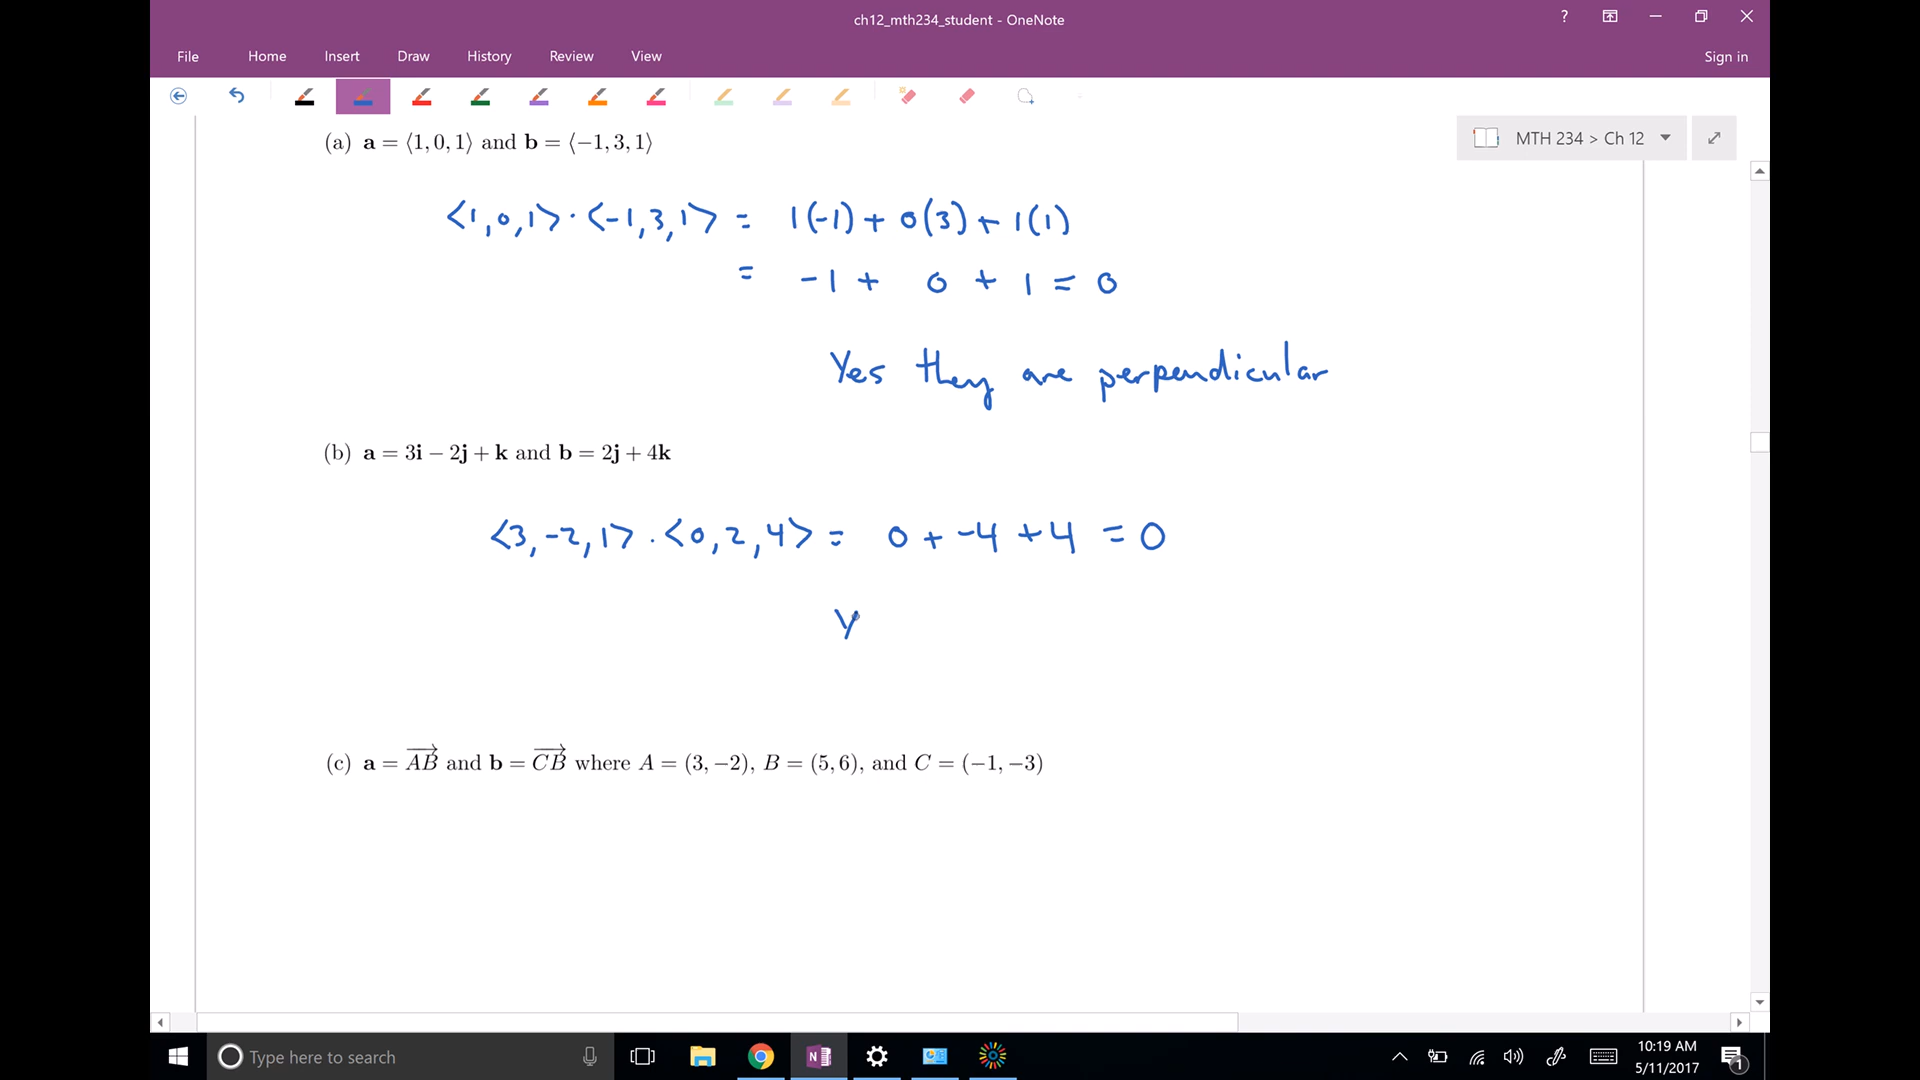 ch12_mth234_student - OneNote
?
File Home Insert Draw History Review View Sign in
MTH 234 > Ch 12
(a) a = ⟨1, 0, 1⟩ and b = ⟨−1, 3, 1⟩
<1,0,1> · <-1,3,1> = 1(-1) + 0(3) + 1(1)
= -1 + 0 + 1 = 0
Yes they are perpendicular
(b) a = 3i − 2j + k and b = 2j + 4k
<3,-2,1> · <0,2,4> = 0 + -4 + 4 = 0
Y
(c) a = \overrightarrow{AB} and b = \overrightarrow{CB} where A = (3, −2), B = (5, 6), and C = (−1, −3)
Type here to search
N
10:19 AM
5/11/2017
1